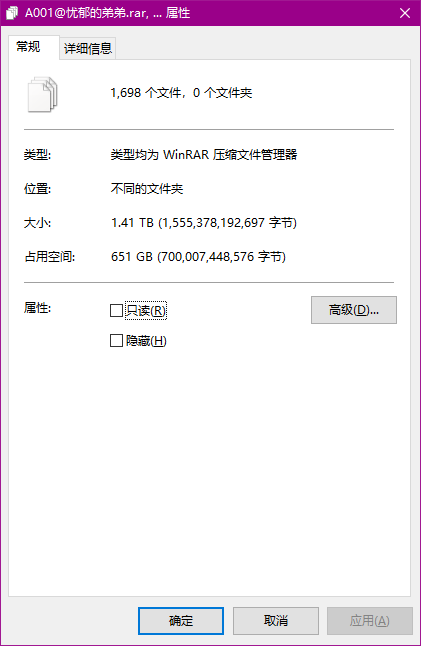 A001@忧郁的弟弟.rar, ... 属性
常规
详细信息
1,698 个文件，0 个文件夹
类型: 类型均为 WinRAR 压缩文件管理器
位置: 不同的文件夹
大小: 1.41 TB (1,555,378,192,697 字节)
占用空间: 651 GB (700,007,448,576 字节)
属性: 只读(R) 高级(D)...
隐藏(H)
确定 取消 应用(A)